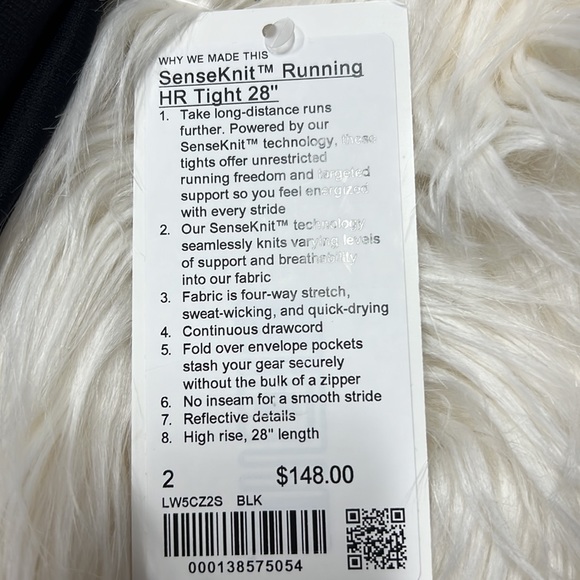 WHY WE MADE THIS
SenseKnit™ Running
HR Tight 28"
1. Take long-distance runs
further. Powered by our
SenseKnit™ technology, these
tights offer unrestricted
running freedom and targeted
support so you feel energized
with every stride
2. Our SenseKnit™ technology
seamlessly knits varying levels
of support and breathability
into our fabric
3. Fabric is four-way stretch,
sweat-wicking, and quick-drying
4. Continuous drawcord
5. Fold over envelope pockets
stash your gear securely
without the bulk of a zipper
6. No inseam for a smooth stride
7. Reflective details
8. High rise, 28" length
2 $148.00
LW5CZ2S BLK
000138575054